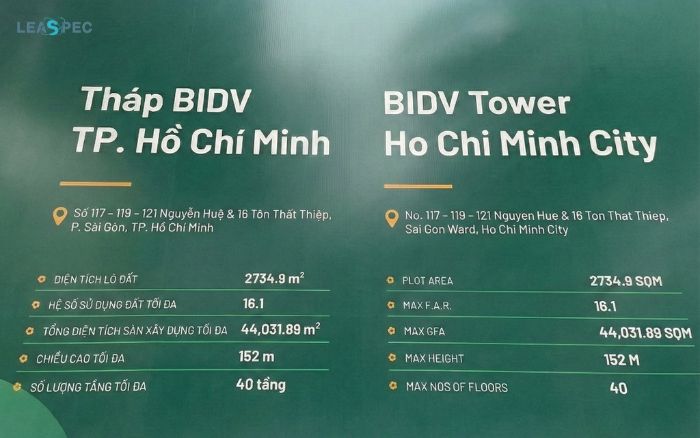 LEASPEC
Tháp BIDV
TP. Hồ Chí Minh
Số 117 – 119 – 121 Nguyễn Huệ & 16 Tôn Thất Thiệp,
P. Sài Gòn, TP. Hồ Chí Minh
DIỆN TÍCH LÔ ĐẤT 2734.9 m²
HỆ SỐ SỬ DỤNG ĐẤT TỐI ĐA 16.1
TỔNG DIỆN TÍCH SÀN XÂY DỰNG TỐI ĐA 44,031.89 m²
CHIỀU CAO TỐI ĐA 152 m
SỐ LƯỢNG TẦNG TỐI ĐA 40 tầng
BIDV Tower
Ho Chi Minh City
No. 117 – 119 – 121 Nguyen Hue & 16 Ton That Thiep,
Sai Gon Ward, Ho Chi Minh City
PLOT AREA 2734.9 SQM
MAX F.A.R. 16.1
MAX GFA 44,031.89 SQM
MAX HEIGHT 152 M
MAX NOS OF FLOORS 40